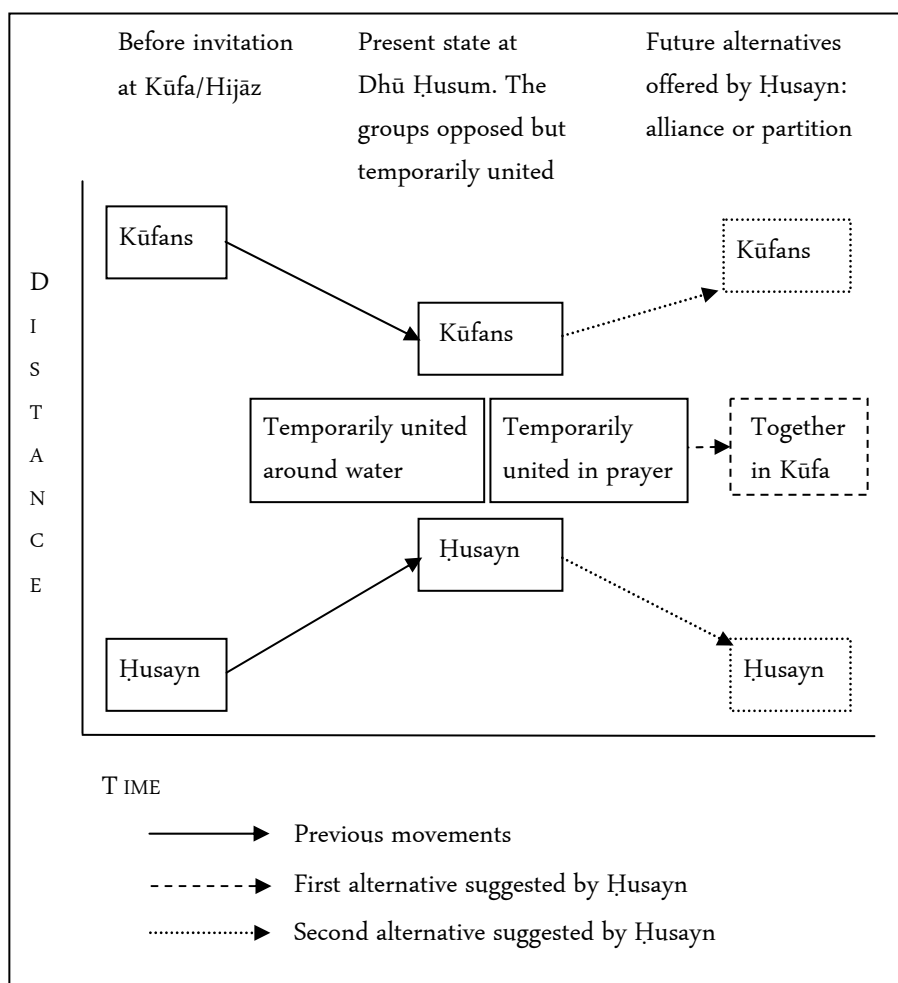 Before invitation
at Kūfa/Hijāz
Present state at
Dhū Ḥusum. The
groups opposed but
temporarily united
Future alternatives
offered by Ḥusayn:
alliance or partition
DISTANCE
Kūfans
Kūfans
Kūfans
Temporarily united
around water
Temporarily
united in prayer
Together
in Kūfa
Ḥusayn
Ḥusayn
Ḥusayn
TIME
Previous movements
First alternative suggested by Ḥusayn
Second alternative suggested by Ḥusayn